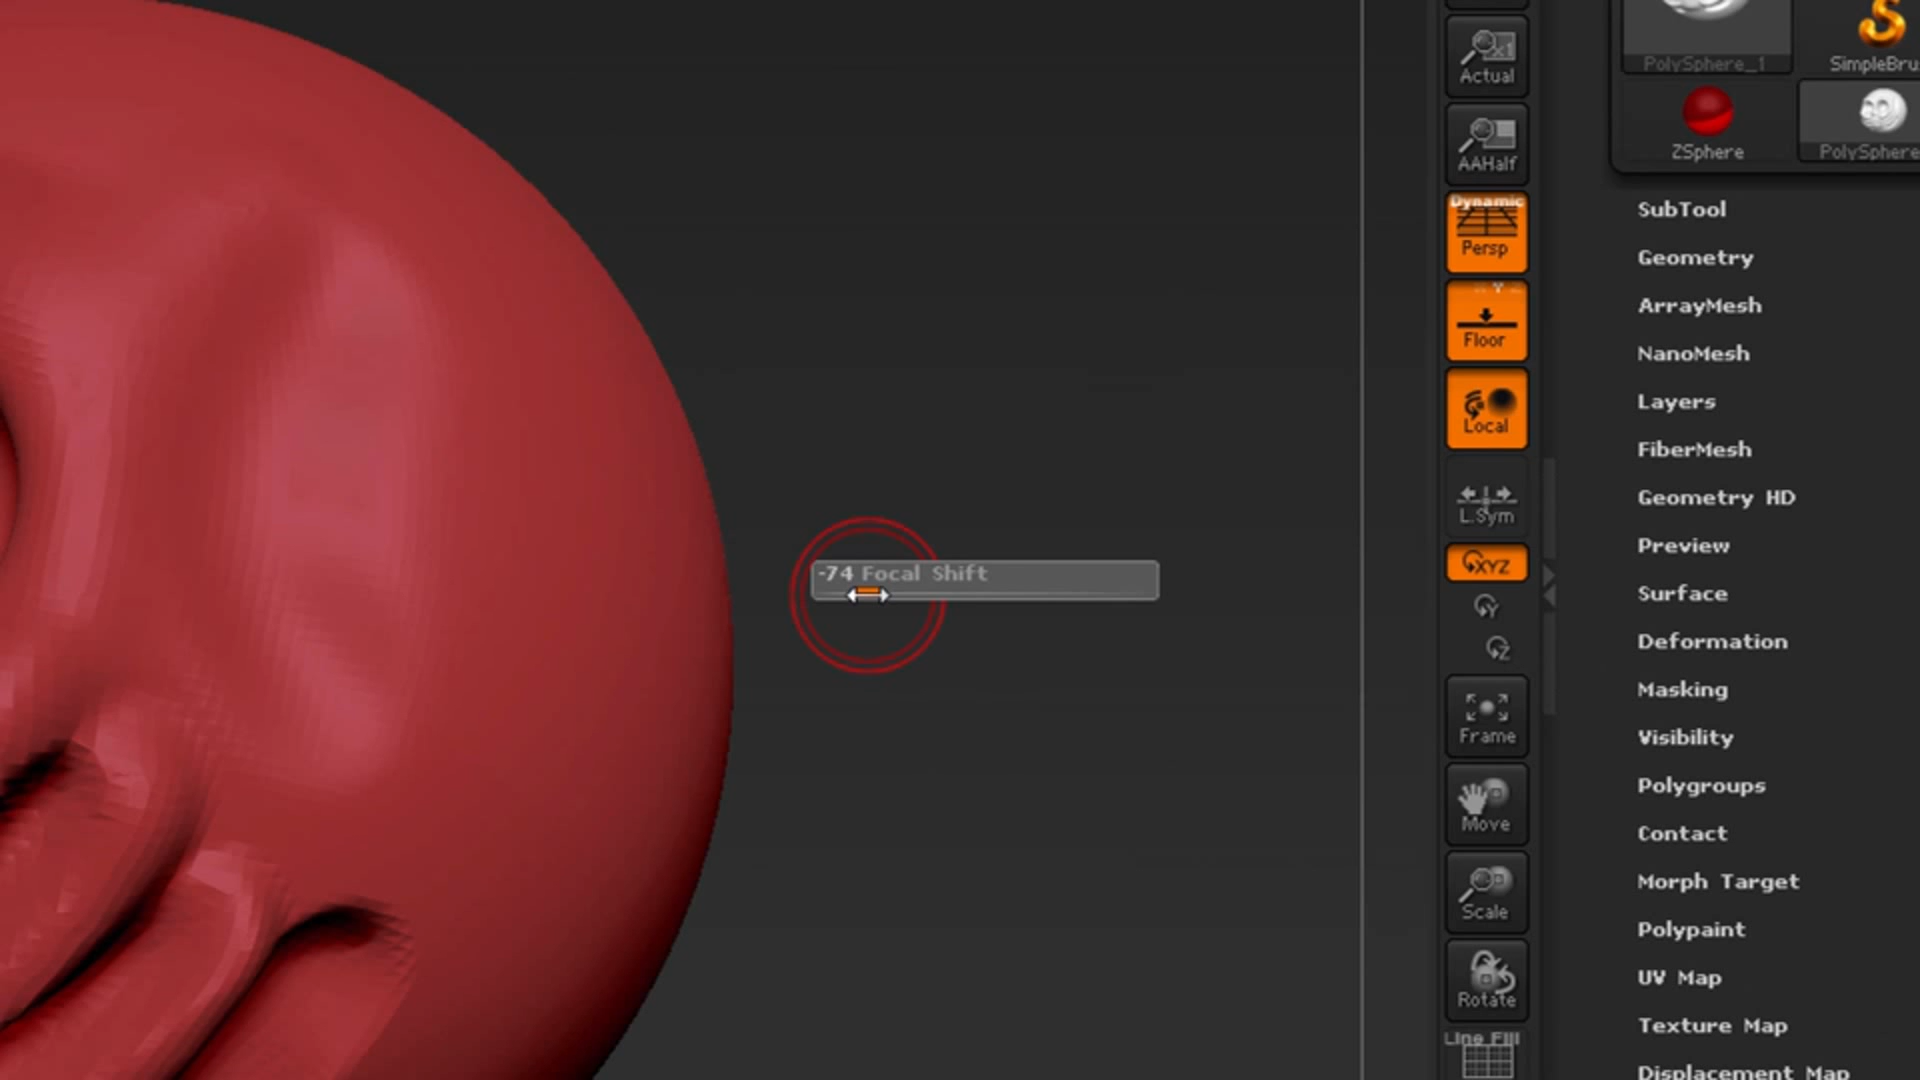 -74 Focal Shift
Actual
AAHalf
Dynamic
Persp
Floor
Local
L.Sym
XYZ
Y
Z
Frame
Move
Scale
Rotate
Line Fill
PolySphere_1
SimpleBru
ZSphere
PolySphere
SubTool
Geometry
ArrayMesh
NanoMesh
Layers
FiberMesh
Geometry HD
Preview
Surface
Deformation
Masking
Visibility
Polygroups
Contact
Morph Target
Polypaint
UV Map
Texture Map
Displacement Map